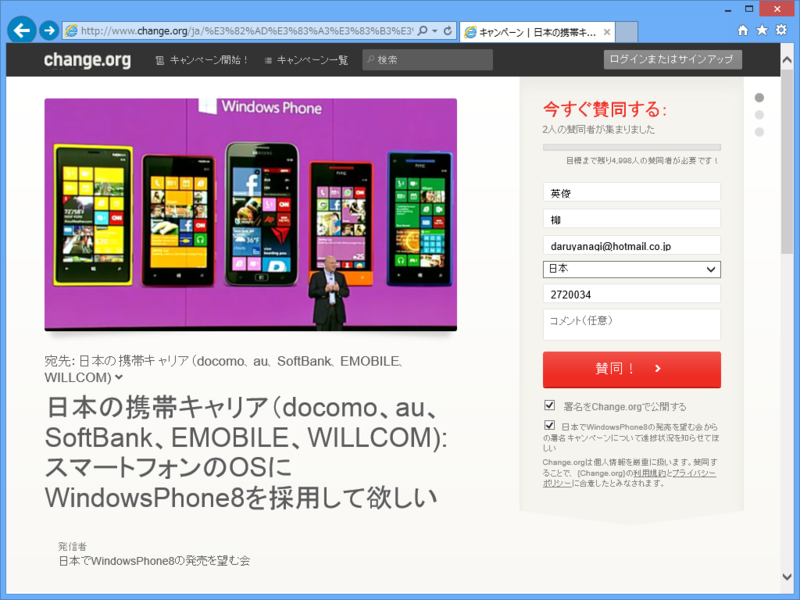 http://www.change.org/ja/%E3%82%AD%E3%83%A3%E3%83%B3%E3%
キャンペーン | 日本の携帯キ...
change.org
キャンペーン開始！
キャンペーン一覧
検索
ログインまたはサインアップ
Windows Phone
今すぐ賛同する:
2人の賛同者が集まりました
目標まで残り4,998人の賛同者が必要です！
英俊
柳
daruyanagi@hotmail.co.jp
日本
2720034
コメント（任意）
賛同！
署名をChange.orgで公開する
日本でWindowsPhone8の発売を望む会から
の署名キャンペーンについて進捗状況を知らせてほ
しい
Change.orgは個人情報を厳重に扱います。賛同す
ることで、{Change.org}の利用規約とプライバシー
ポリシーに合意したとみなされます。
宛先: 日本の携帯キャリア（docomo、au、SoftBank、EMOBILE、
WILLCOM）
日本の携帯キャリア（docomo、au、
SoftBank、EMOBILE、WILLCOM）:
スマートフォンのOSに
WindowsPhone8を採用して欲しい
発信者
日本でWindowsPhone8の発売を望む会